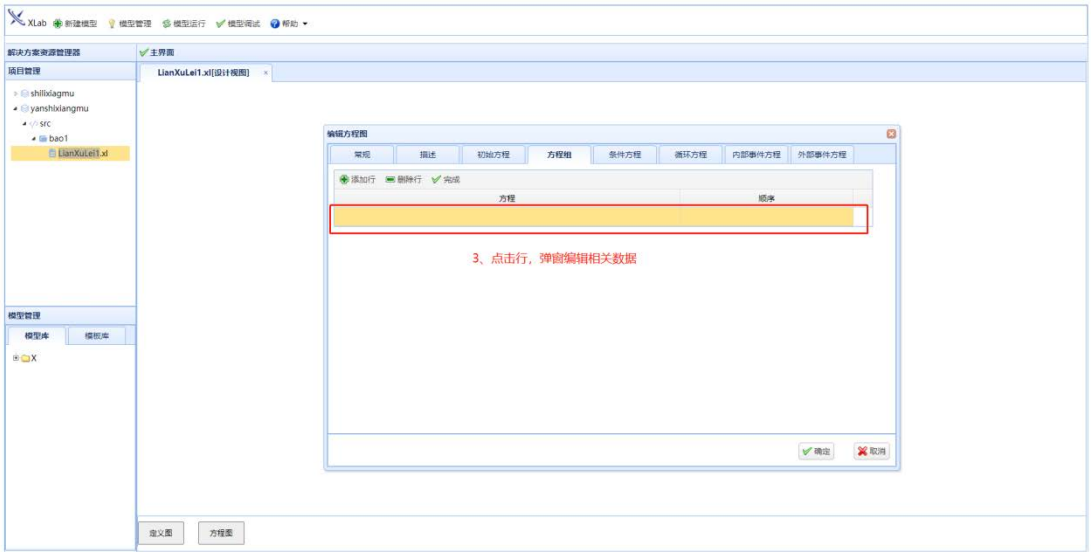 XLab 新建模型 模型管理 模型运行 模型调试 帮助
解决方案资源管理器
主界面
项目管理
LianXuLei1.xl[设计视图] ×
shilixiagmu
yanshixiangmu
src
bao1
LianXuLei1.xl
编辑方程图
常规 描述 初始方程 方程组 条件方程 循环方程 内部事件方程 外部事件方程
添加行 删除行 完成
方程 顺序
3、点击行，弹窗编辑相关数据
模型管理
模型库 模板库
X
确定 取消
定义图 方程图